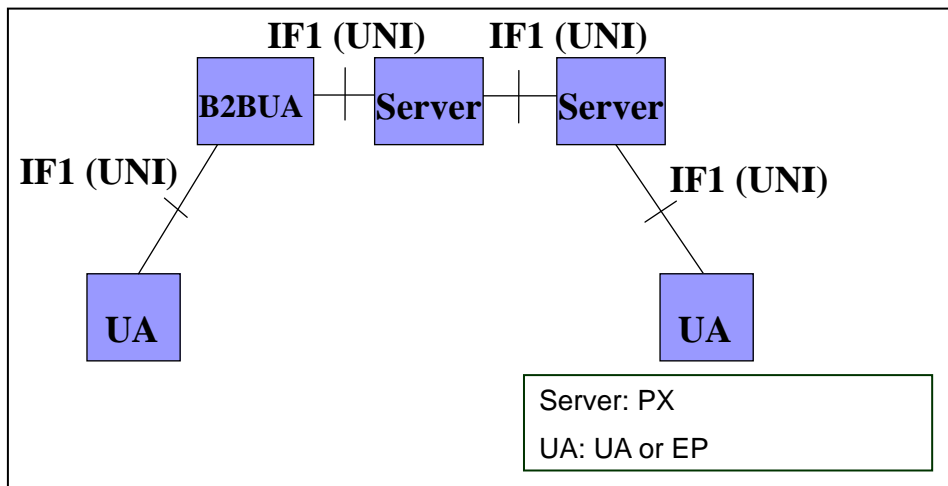 IF1 (UNI)
IF1 (UNI)
B2BUA
Server
Server
IF1 (UNI)
IF1 (UNI)
UA
UA
Server: PX
UA: UA or EP